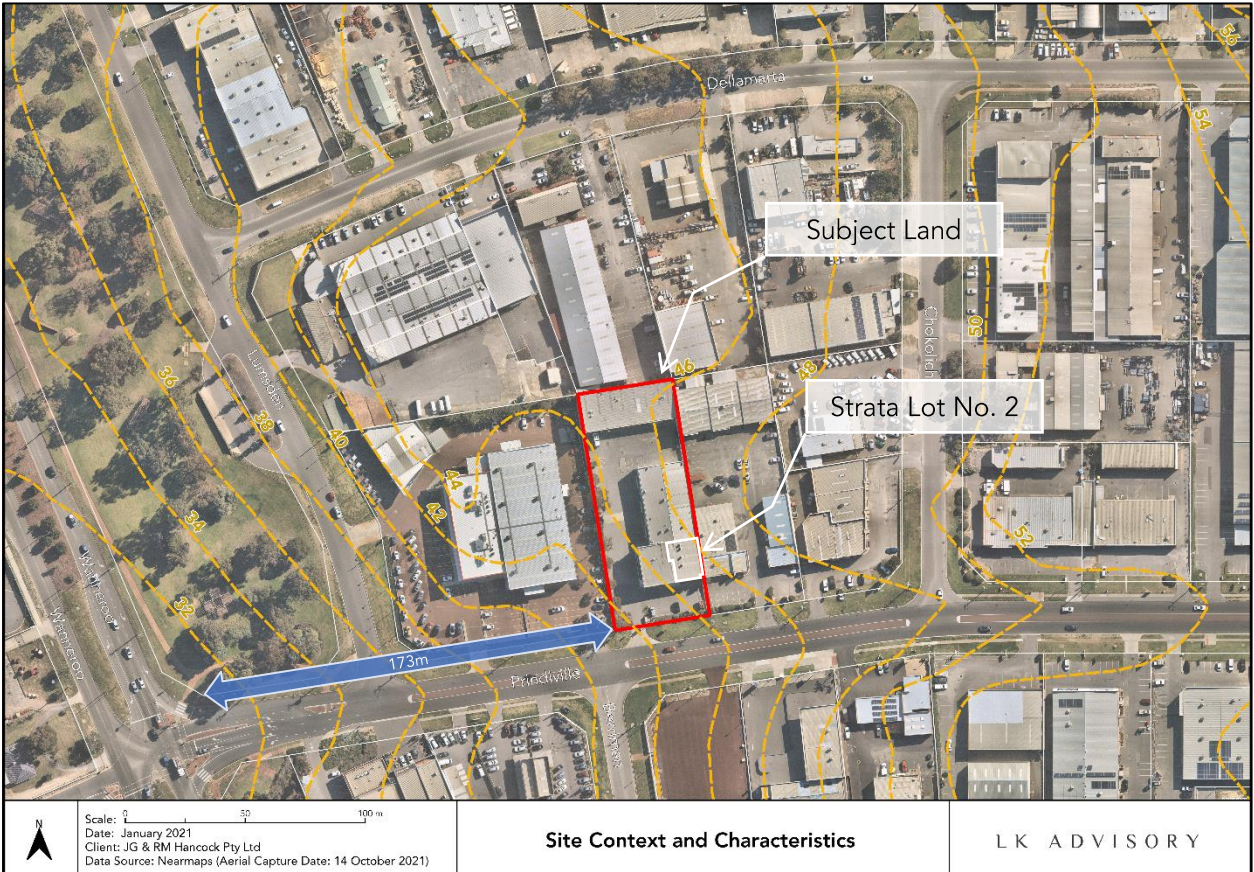 56
Dellamarta
54
Subject Land
50
Chokolich
36
46
48
Lumsden
38
Strata Lot No. 2
40
44
42
52
34
Wanneroo
32
Wanneroo
173m
Prindiville
N
Scale: 0 50 100 m
Date: January 2021
Client: JG & RM Hancock Pty Ltd
Data Source: Nearmaps (Aerial Capture Date: 14 October 2021)
Site Context and Characteristics
LK ADVISORY